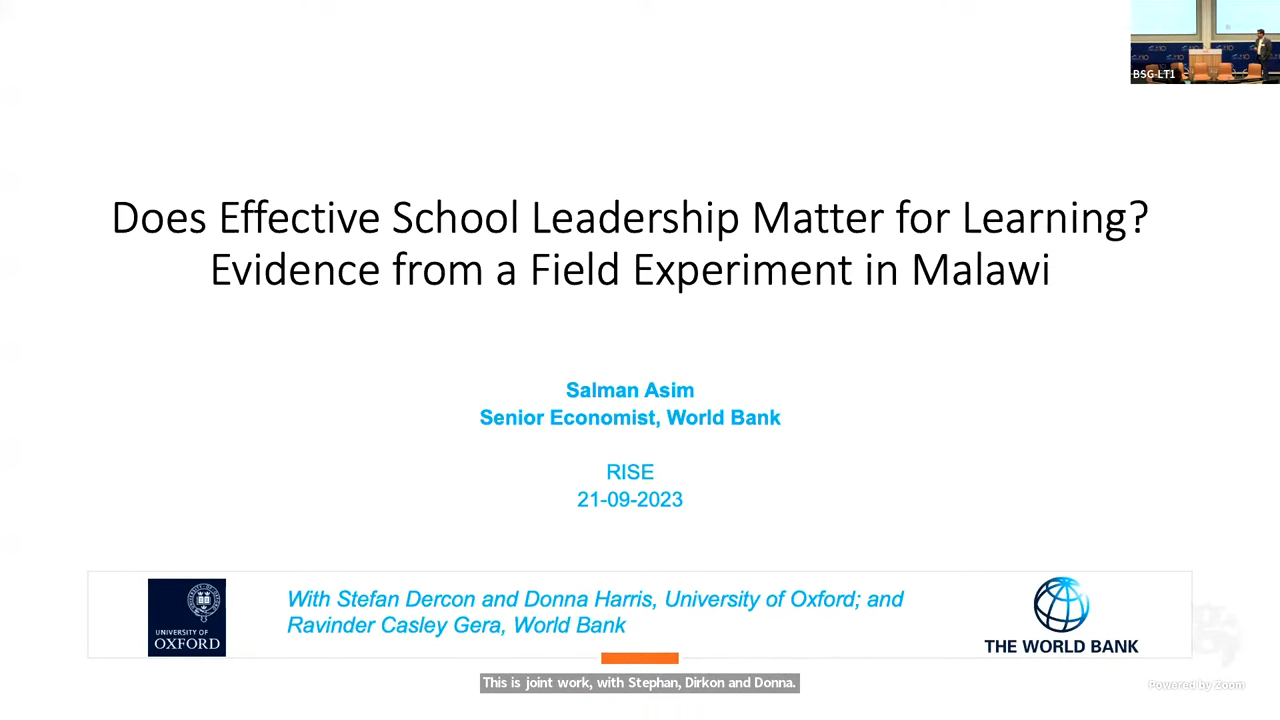 BSG-LT1
Does Effective School Leadership Matter for Learning?
Evidence from a Field Experiment in Malawi
Salman Asim
Senior Economist, World Bank
RISE
21-09-2023
UNIVERSITY OF
OXFORD
With Stefan Dercon and Donna Harris, University of Oxford; and
Ravinder Casley Gera, World Bank
THE WORLD BANK
This is joint work, with Stephan, Dirkon and Donna.
Powered by Zoom